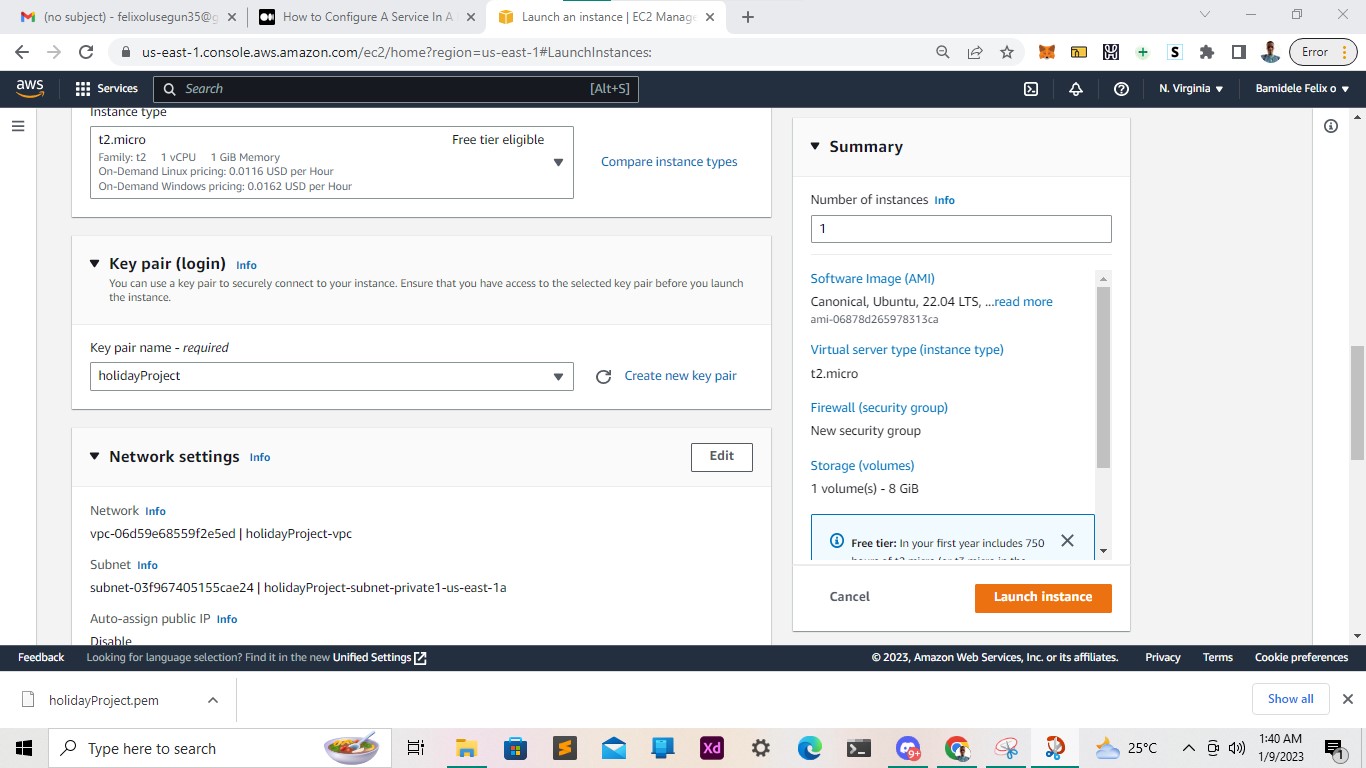 (no subject) - felixolusegun35@g
How to Configure A Service In A
Launch an instance | EC2 Manage
us-east-1.console.aws.amazon.com/ec2/home?region=us-east-1#LaunchInstances:
Error
aws
Services
Search
[Alt+S]
N. Virginia
Bamidele Felix o
Instance type
t2.micro
Free tier eligible
Family: t2 1 vCPU 1 GiB Memory
On-Demand Linux pricing: 0.0116 USD per Hour
On-Demand Windows pricing: 0.0162 USD per Hour
Compare instance types
Key pair (login) Info
You can use a key pair to securely connect to your instance. Ensure that you have access to the selected key pair before you launch
the instance.
Key pair name - required
holidayProject
Create new key pair
Network settings Info
Edit
Network Info
vpc-06d59e68559f2e5ed | holidayProject-vpc
Subnet Info
subnet-03f967405155cae24 | holidayProject-subnet-private1-us-east-1a
Auto-assign public IP Info
Disable
Summary
Number of instances Info
1
Software Image (AMI)
Canonical, Ubuntu, 22.04 LTS, ...read more
ami-06878d265978313ca
Virtual server type (instance type)
t2.micro
Firewall (security group)
New security group
Storage (volumes)
1 volume(s) - 8 GiB
Free tier: In your first year includes 750
Cancel
Launch instance
Feedback
Looking for language selection? Find it in the new Unified Settings
© 2023, Amazon Web Services, Inc. or its affiliates.
Privacy
Terms
Cookie preferences
holidayProject.pem
Show all
Type here to search
Xd
9+
25°C
1:40 AM
1/9/2023
1